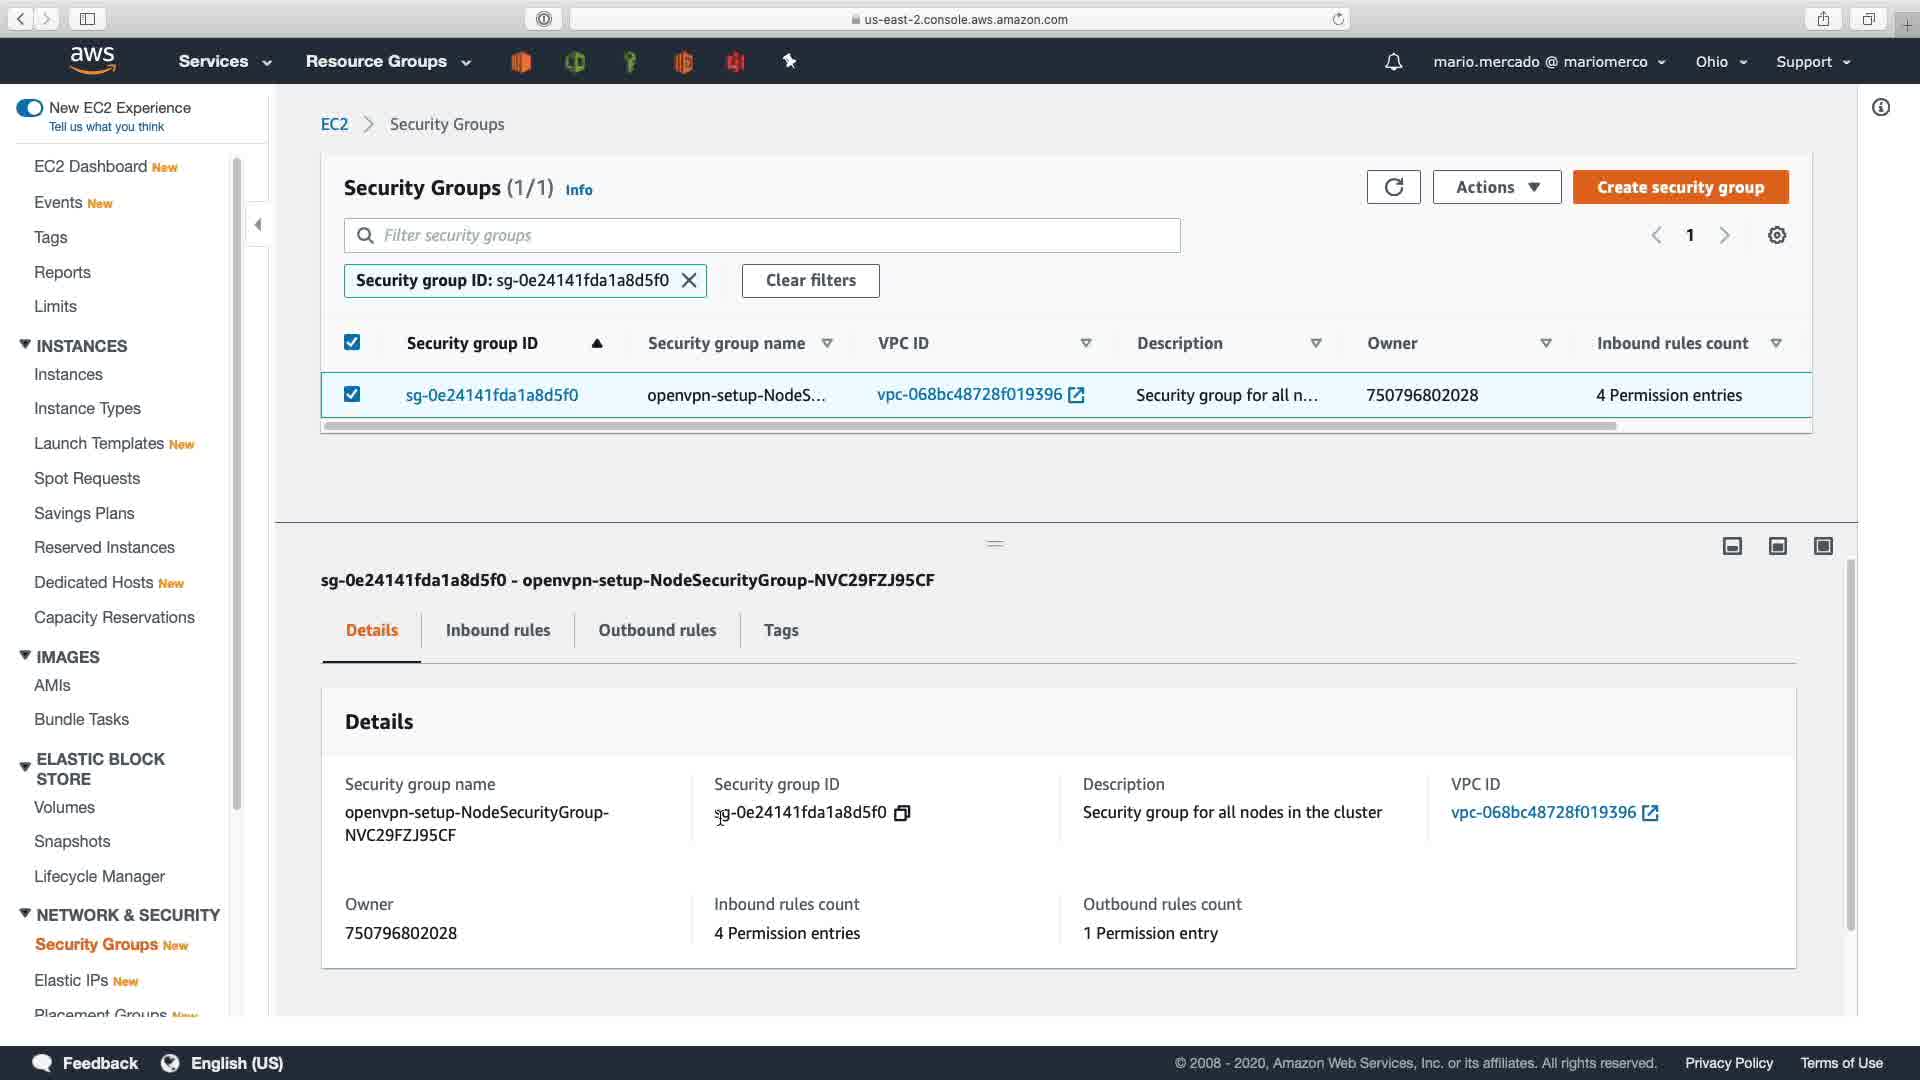 us-east-2.console.aws.amazon.com
aws
Services
Resource Groups
mario.mercado @ mariomerco
Ohio
Support
New EC2 Experience
Tell us what you think
EC2 Dashboard New
Events New
Tags
Reports
Limits
INSTANCES
Instances
Instance Types
Launch Templates New
Spot Requests
Savings Plans
Reserved Instances
Dedicated Hosts New
Capacity Reservations
IMAGES
AMIs
Bundle Tasks
ELASTIC BLOCK
STORE
Volumes
Snapshots
Lifecycle Manager
NETWORK & SECURITY
Security Groups New
Elastic IPs New
Placement Groups New
EC2 > Security Groups
Security Groups (1/1) Info
Actions
Create security group
Filter security groups
1
Security group ID: sg-0e24141fda1a8d5f0
Clear filters
Security group ID
Security group name
VPC ID
Description
Owner
Inbound rules count
sg-0e24141fda1a8d5f0
openvpn-setup-NodeS...
vpc-068bc48728f019396
Security group for all n...
750796802028
4 Permission entries
sg-0e24141fda1a8d5f0 - openvpn-setup-NodeSecurityGroup-NVC29FZJ95CF
Details
Inbound rules
Outbound rules
Tags
Details
Security group name
openvpn-setup-NodeSecurityGroup-
NVC29FZJ95CF
Security group ID
sg-0e24141fda1a8d5f0
Description
Security group for all nodes in the cluster
VPC ID
vpc-068bc48728f019396
Owner
750796802028
Inbound rules count
4 Permission entries
Outbound rules count
1 Permission entry
Feedback
English (US)
© 2008 - 2020, Amazon Web Services, Inc. or its affiliates. All rights reserved.
Privacy Policy
Terms of Use